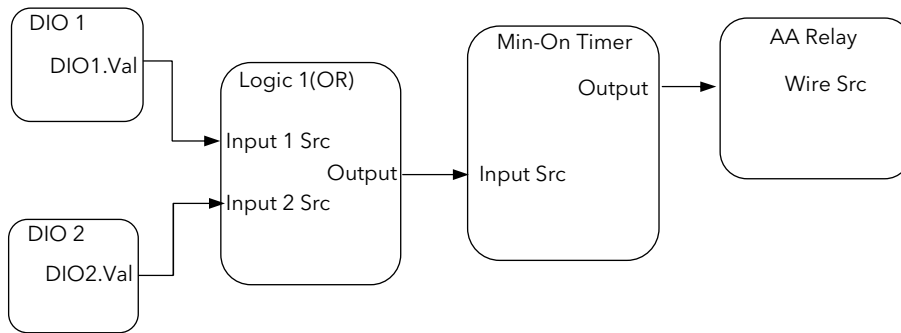 DIO 1
DIO1.Val
DIO 2
DIO2.Val
Logic 1(OR)
Input 1 Src
Output
Input 2 Src
Min-On Timer
Output
Input Src
AA Relay
Wire Src